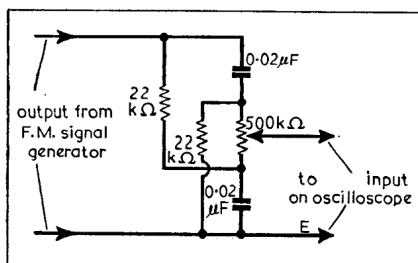 0·02µF
22
kΩ
output from
F.M. signal
generator
22
kΩ
500kΩ
0·02
µF
to input
on oscilloscope
E